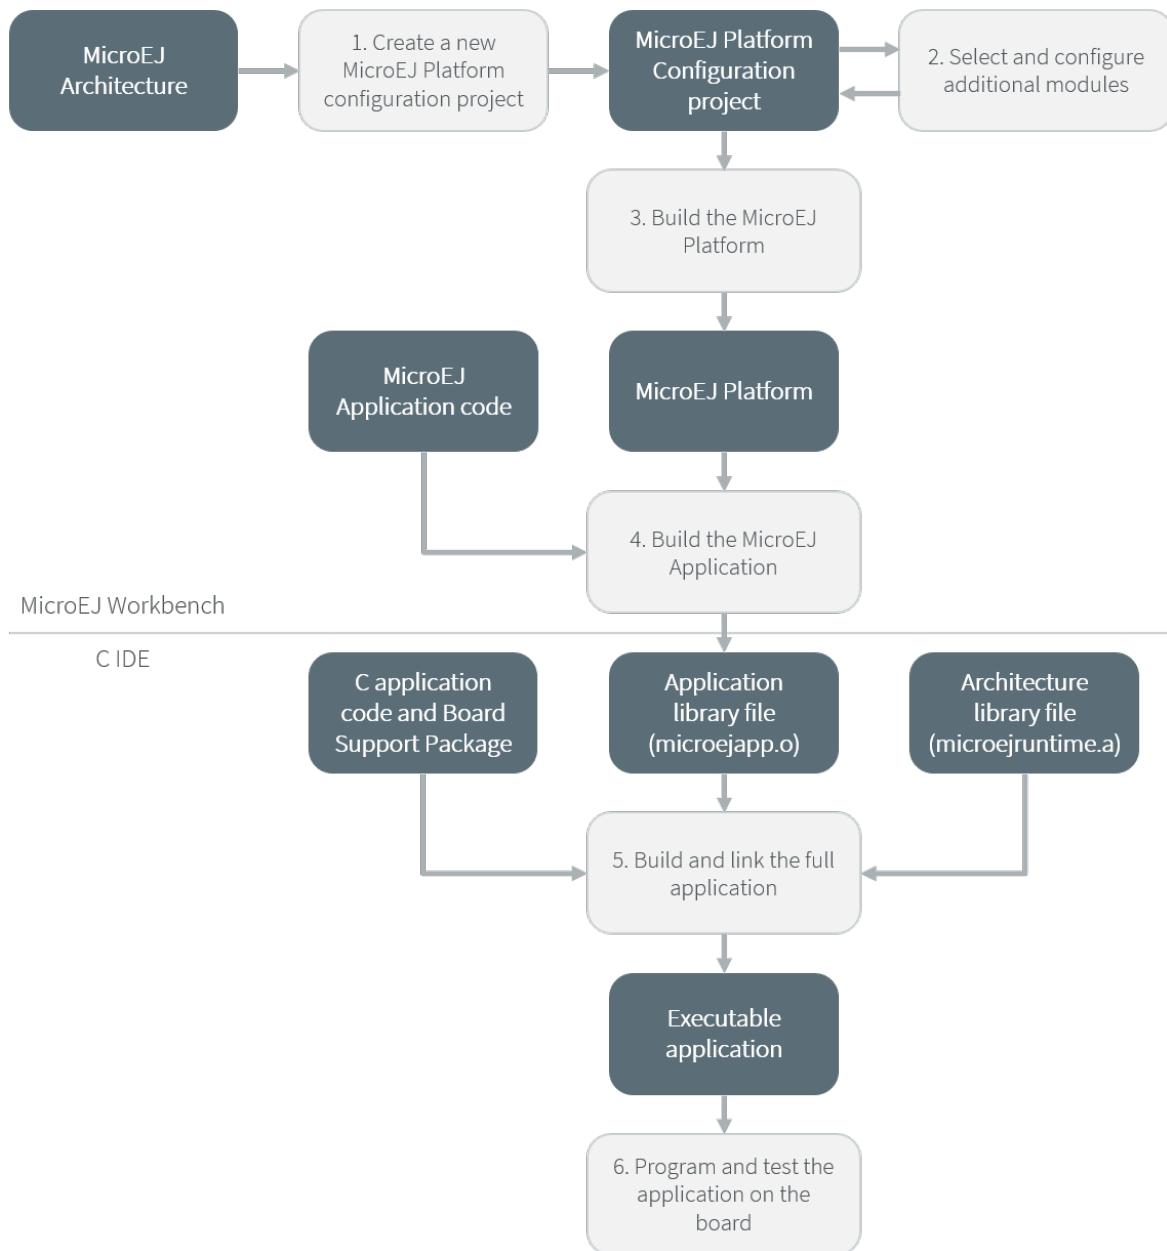 MicroEJ
Architecture
1. Create a new
MicroEJ Platform
configuration project
MicroEJ Platform
Configuration
project
2. Select and configure
additional modules
3. Build the MicroEJ
Platform
MicroEJ
Application code
MicroEJ Platform
4. Build the MicroEJ
Application
MicroEJ Workbench
C IDE
C application
code and Board
Support Package
Application
library file
(microejapp.o)
Architecture
library file
(microejruntime.a)
5. Build and link the full
application
Executable
application
6. Program and test the
application on the
board